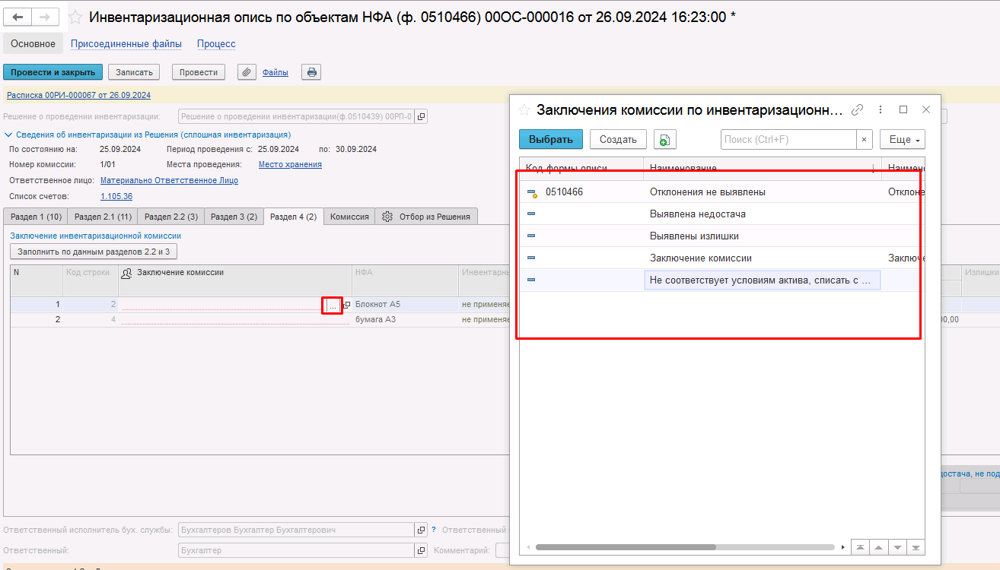 Инвентаризационная опись по объектам НФА (ф. 0510466) 00ОС-000016 от 26.09.2024 16:23:00 *
Основное Присоединенные файлы Процесс
Провести и закрыть Записать Провести Файлы
Расписка 00РИ-000067 от 26.09.2024
Решение о проведении инвентаризации: Решение о проведении инвентаризации(ф.0510439) 00РП-0
Сведения об инвентаризации из Решения (сплошная инвентаризация)
По состоянию на: 25.09.2024 Период проведения с: 25.09.2024 по: 30.09.2024
Номер комиссии: 1/01 Места проведения: Место хранения
Ответственное лицо: Материально Ответственное Лицо
Список счетов: 1.105.36
Раздел 1 (10) Раздел 2.1 (11) Раздел 2.2 (3) Раздел 3 (2) Раздел 4 (2) Комиссия Отбор из Решения
Заключение инвентаризационной комиссии
Заполнить по данным разделов 2.2 и 3
N Код строки Заключение комиссии НФА Инвентарнь Излишки
1 2 ... Блокнот А5 не применяе
2 4 бумага А3 не применяе 00,00
достача, не под
Ответственный исполнитель бух. службы: Бухгалтеров Бухгалтер Бухгалтерович ? Ответственный
Ответственный: Бухгалтер Комментарий:
Заключения комиссии по инвентаризационн...
Выбрать Создать Поиск (Ctrl+F) × Еще
Код формы описи Наименование ↓ Наимено
0510466 Отклонения не выявлены Отклоне
Выявлена недостача
Выявлены излишки
Заключение комиссии Заключе
Не соответствует условиям актива, списать с ...